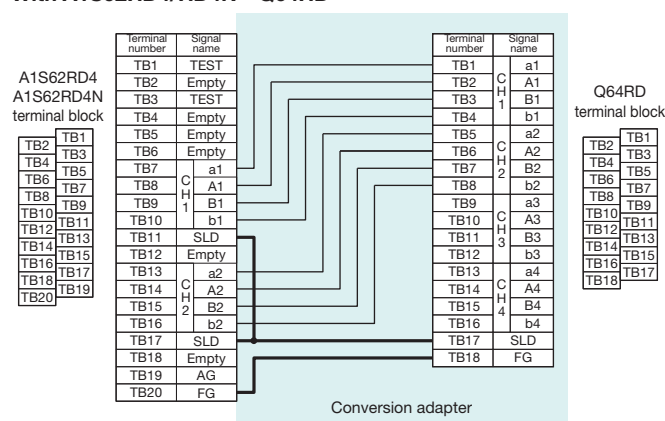 A1S62RD4
A1S62RD4N
terminal block
TB2 TB1
TB4 TB3
TB6 TB5
TB8 TB7
TB10 TB9
TB12 TB11
TB14 TB13
TB16 TB15
TB18 TB17
TB20 TB19
Terminal number Signal name
TB1 TEST
TB2 Empty
TB3 TEST
TB4 Empty
TB5 Empty
TB6 Empty
CH1
TB7 a1
TB8 A1
TB9 B1
TB10 b1
TB11 SLD
TB12 Empty
CH2
TB13 a2
TB14 A2
TB15 B2
TB16 b2
TB17 SLD
TB18 Empty
TB19 AG
TB20 FG
Terminal number Signal name
CH1
TB1 a1
TB2 A1
TB3 B1
TB4 b1
CH2
TB5 a2
TB6 A2
TB7 B2
TB8 b2
CH3
TB9 a3
TB10 A3
TB11 B3
TB12 b3
CH4
TB13 a4
TB14 A4
TB15 B4
TB16 b4
TB17 SLD
TB18 FG
Q64RD
terminal block
TB2 TB1
TB4 TB3
TB6 TB5
TB8 TB7
TB10 TB9
TB12 TB11
TB14 TB13
TB16 TB15
TB18 TB17
Conversion adapter